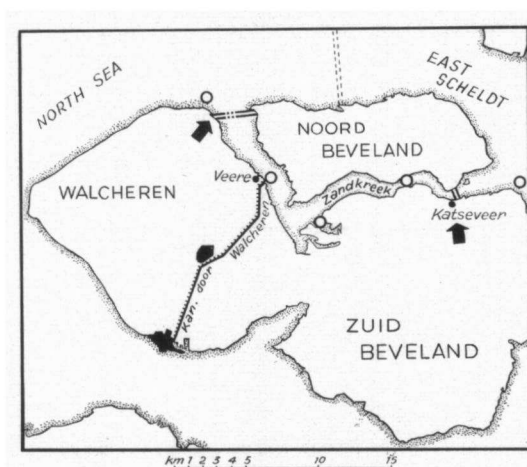 NORTH SEA
EAST
SCHELDT
NOORD
BEVELAND
WALCHEREN
Veere
Zandkreek
Katseveer
Kan. door Walcheren
ZUID
BEVELAND
km 1 2 3 4 5 10 15